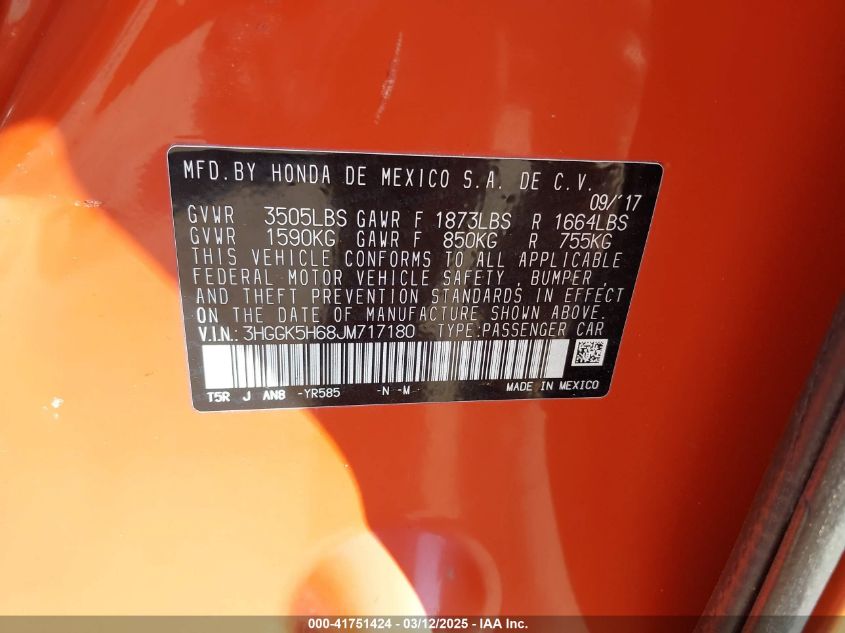 MFD.BY HONDA DE MEXICO S.A. DE C.V.
09/'17
GVWR 3505LBS GAWR F 1873LBS R 1664LBS
GVWR 1590KG GAWR F 850KG R 755KG
THIS VEHICLE CONFORMS TO ALL APPLICABLE
FEDERAL MOTOR VEHICLE SAFETY , BUMPER ,
AND THEFT PREVENTION STANDARDS IN EFFECT
ON THE DATE OF MANUFACTURE SHOWN ABOVE.
V.I.N.: 3HGGK5H68JM717180 TYPE:PASSENGER CAR
T5R J AN8 -YR585 -N -M MADE IN MEXICO
000-41751424 - 03/12/2025 - IAA Inc.